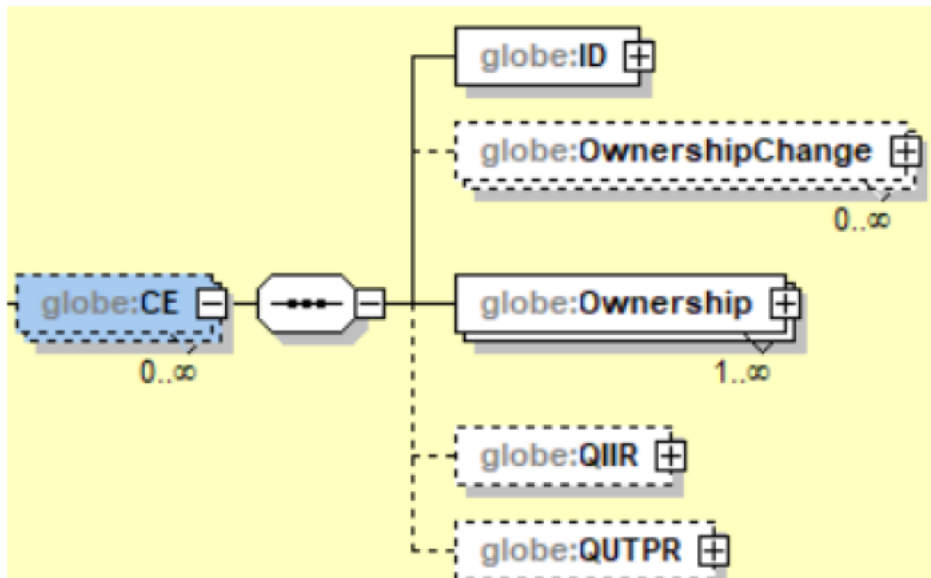 globe:ID
globe:OwnershipChange
0..∞
globe:CE
globe:Ownership
0..∞
1..∞
globe:QIIR
globe:QUTPR